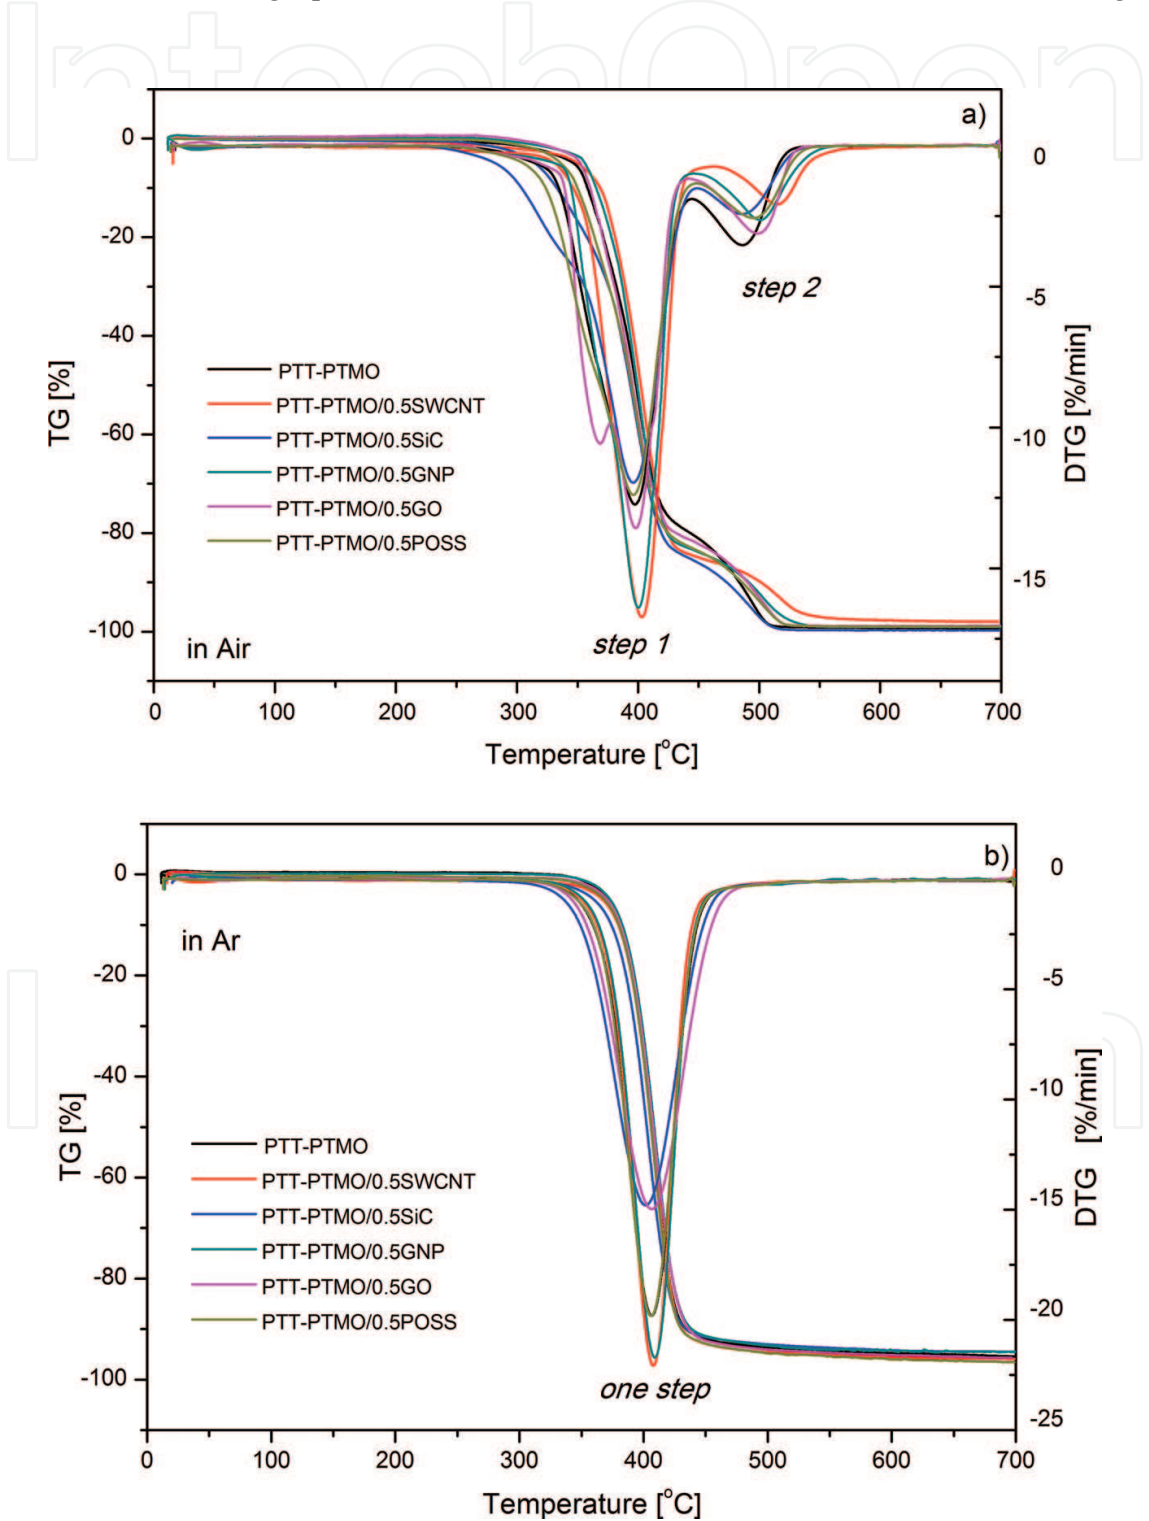 IntechOpen
a)
0
-20
-40
-60
-80
-100
TG [%]
0
-5
-10
-15
DTG [%/min]
step 2
PTT-PTMO
PTT-PTMO/0.5SWCNT
PTT-PTMO/0.5SiC
PTT-PTMO/0.5GNP
PTT-PTMO/0.5GO
PTT-PTMO/0.5POSS
step 1
in Air
0 100 200 300 400 500 600 700
Temperature [°C]
b)
0
-20
-40
-60
-80
-100
TG [%]
0
-5
-10
-15
-20
-25
DTG [%/min]
in Ar
PTT-PTMO
PTT-PTMO/0.5SWCNT
PTT-PTMO/0.5SiC
PTT-PTMO/0.5GNP
PTT-PTMO/0.5GO
PTT-PTMO/0.5POSS
one step
0 100 200 300 400 500 600 700
Temperature [°C]